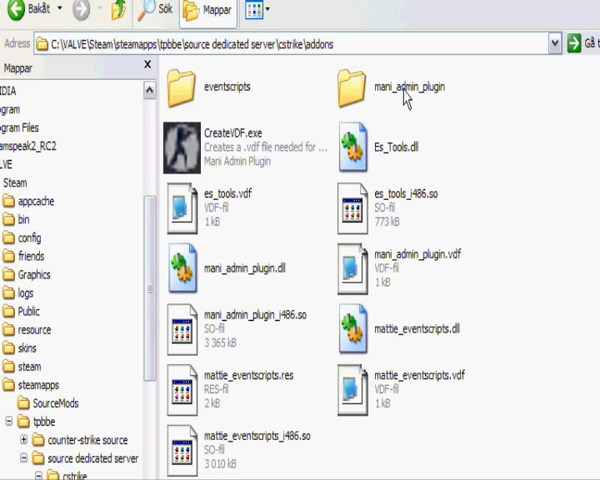 Bakåt
Sök
Mappar
Adress
C:\VALVE\Steam\steamapps\tpbbe\source dedicated server\cstrike\addons
Gå t
Mappar
IDIA
ogram
ogram Files
amspeak2_RC2
LVE
Steam
appcache
bin
config
friends
Graphics
logs
Public
resource
skins
steam
steamapps
SourceMods
tpbbe
counter-strike source
source dedicated server
cstrike
eventscripts
mani_admin_plugin
CreateVDF.exe
Creates a .vdf file needed for ...
Mani Admin Plugin
Es_Tools.dll
es_tools.vdf
VDF-fil
1 kB
es_tools_i486.so
SO-fil
773 kB
mani_admin_plugin.dll
mani_admin_plugin.vdf
VDF-fil
1 kB
mani_admin_plugin_i486.so
SO-fil
3 365 kB
mattie_eventscripts.dll
mattie_eventscripts.res
RES-fil
2 kB
mattie_eventscripts.vdf
VDF-fil
1 kB
mattie_eventscripts_i486.so
SO-fil
3 010 kB